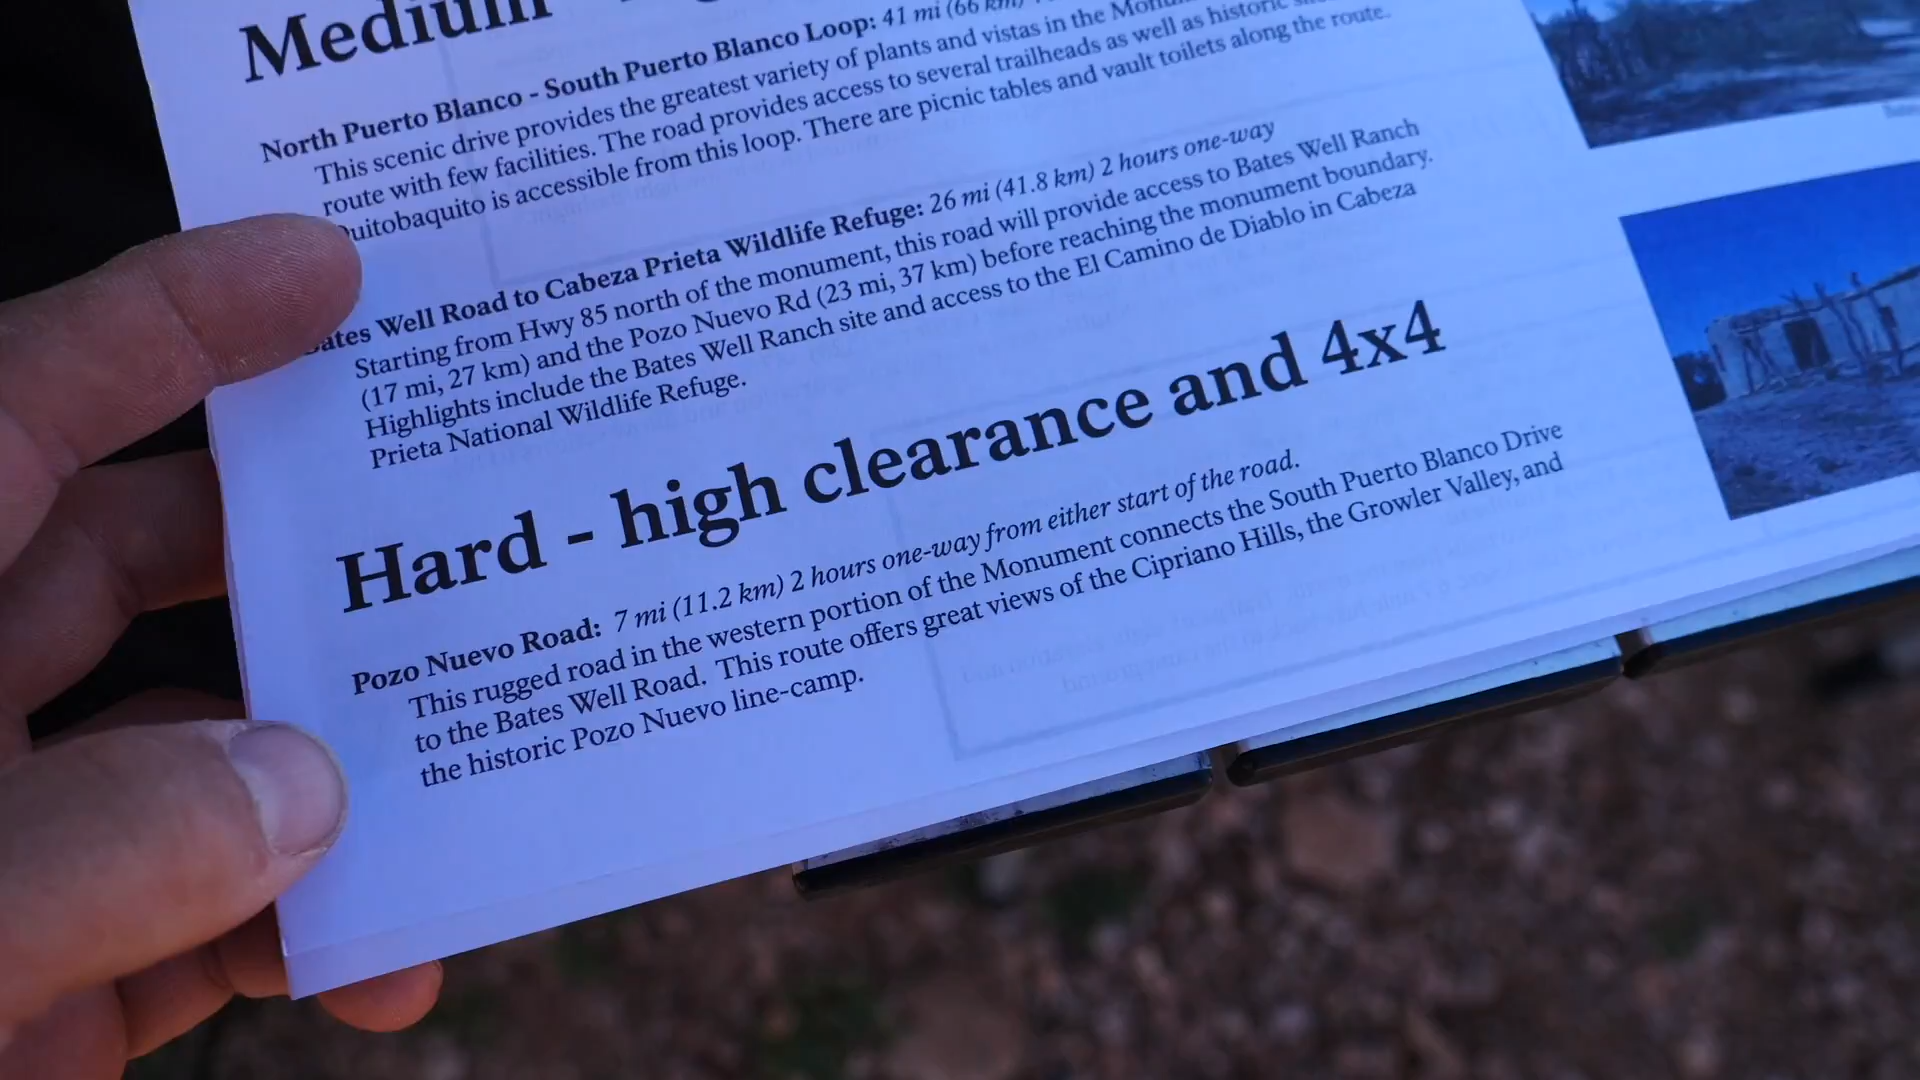 Medium
North Puerto Blanco - South Puerto Blanco Loop: 41 mi (66 km)
This scenic drive provides the greatest variety of plants and vistas in the
route with few facilities. The road provides access to several trailheads as well as historic
Quitobaquito is accessible from this loop. There are picnic tables and vault toilets along the route.
Bates Well Road to Cabeza Prieta Wildlife Refuge: 26 mi (41.8 km) 2 hours one-way
Starting from Hwy 85 north of the monument, this road will provide access to Bates Well Ranch
(17 mi, 27 km) and the Pozo Nuevo Rd (23 mi, 37 km) before reaching the monument boundary.
Highlights include the Bates Well Ranch site and access to the El Camino de Diablo in Cabeza
Prieta National Wildlife Refuge.
Hard - high clearance and 4x4
Pozo Nuevo Road: 7 mi (11.2 km) 2 hours one-way from either start of the road.
This rugged road in the western portion of the Monument connects the South Puerto Blanco Drive
to the Bates Well Road. This route offers great views of the Cipriano Hills, the Growler Valley, and
the historic Pozo Nuevo line-camp.